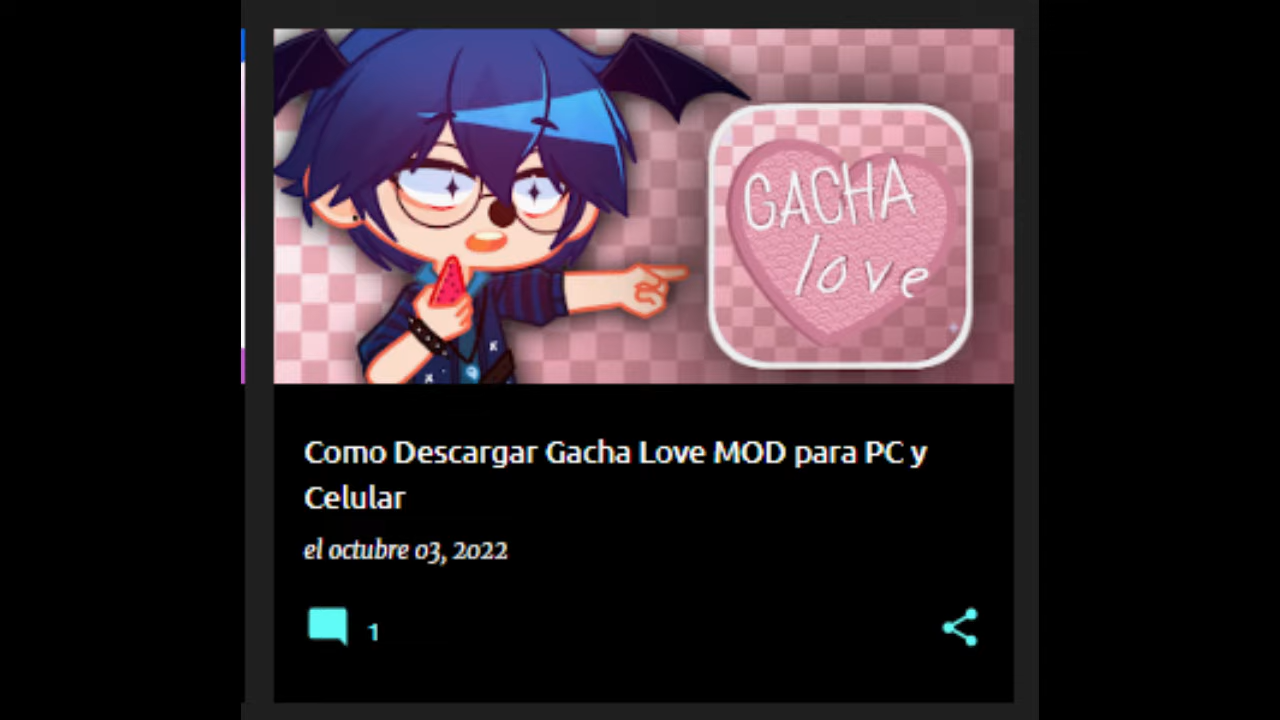 GACHA
love
Como Descargar Gacha Love MOD para PC y
Celular
el octubre 03, 2022
1